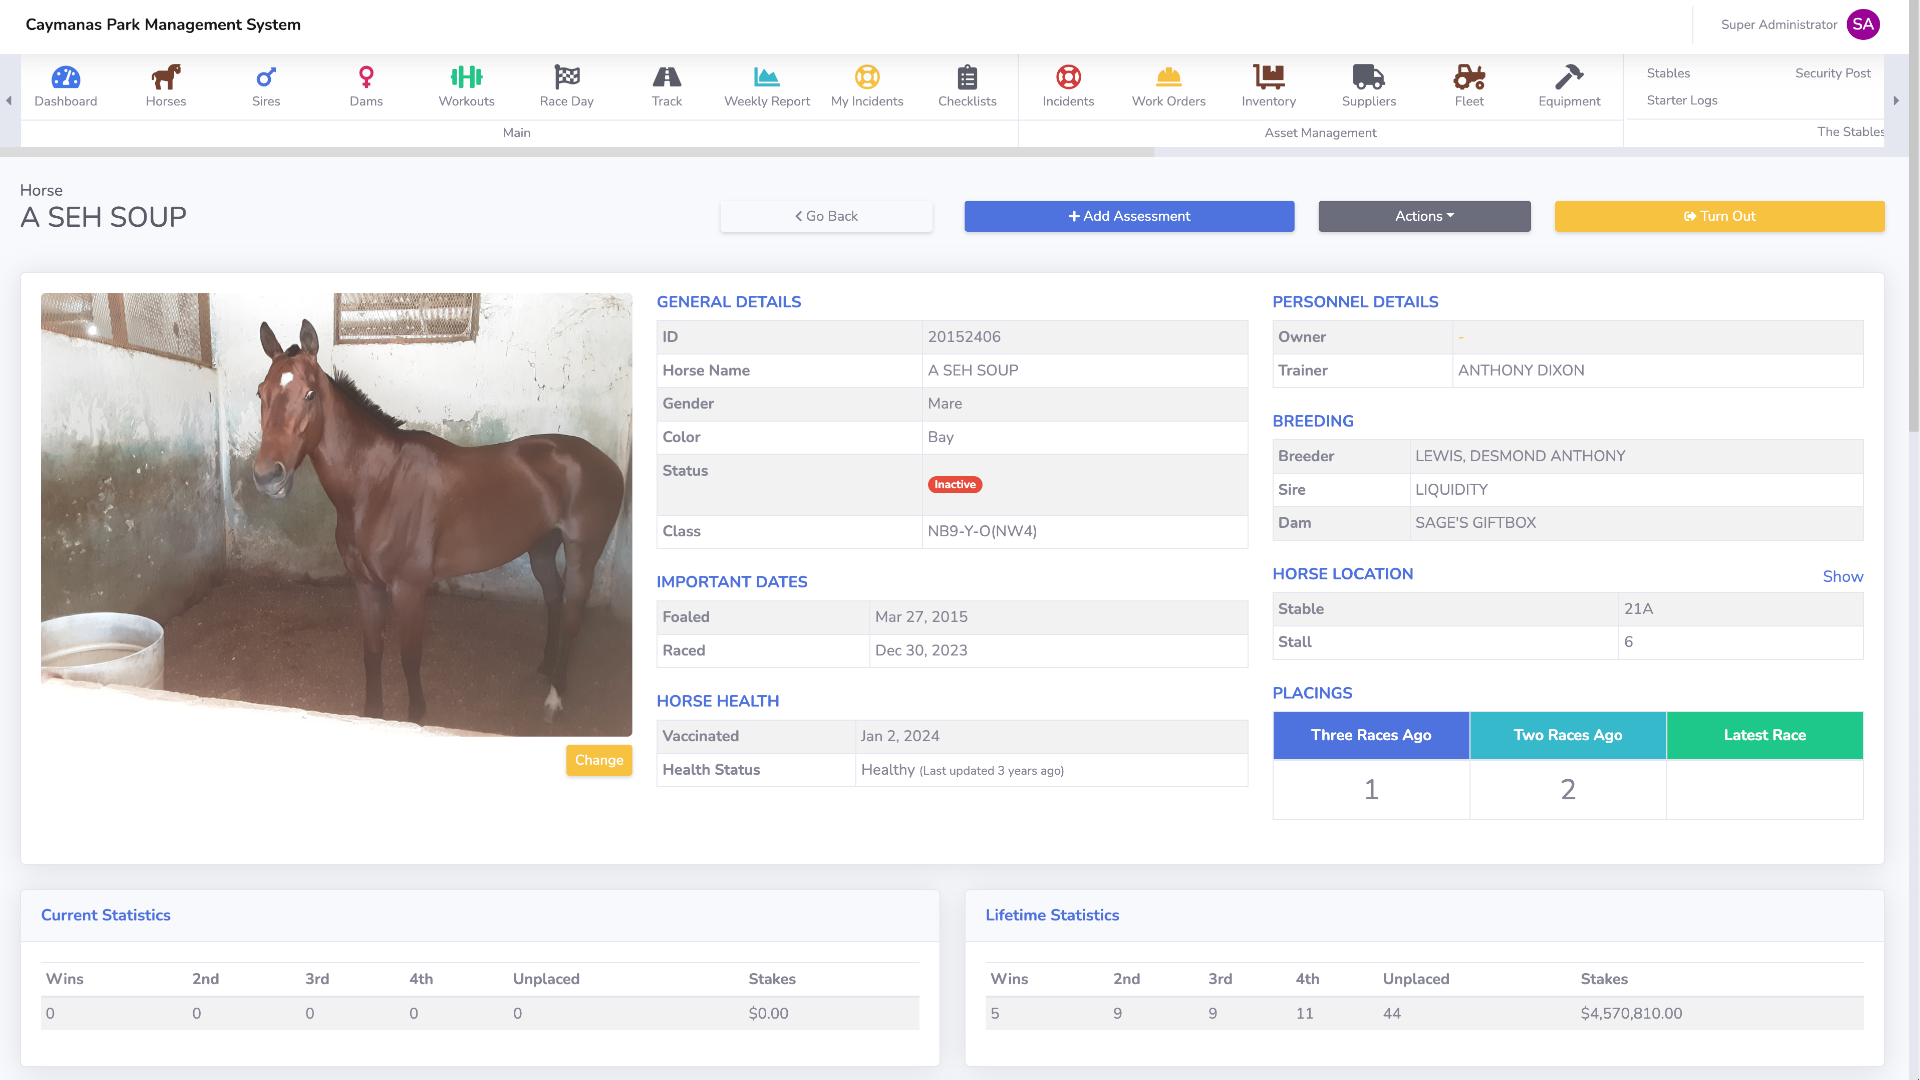 Caymanas Park Management System
Super Administrator SA
Dashboard
Horses
Sires
Dams
Workouts
Race Day
Track
Weekly Report
My Incidents
Checklists
Main
Incidents
Work Orders
Inventory
Suppliers
Fleet
Equipment
Asset Management
Stables
Security Post
Starter Logs
The Stables
Horse
A SEH SOUP
Go Back
Add Assessment
Actions
Turn Out
Change
GENERAL DETAILS
ID 20152406
Horse Name A SEH SOUP
Gender Mare
Color Bay
Status Inactive
Class NB9-Y-O(NW4)
IMPORTANT DATES
Foaled Mar 27, 2015
Raced Dec 30, 2023
HORSE HEALTH
Vaccinated Jan 2, 2024
Health Status Healthy (Last updated 3 years ago)
PERSONNEL DETAILS
Owner -
Trainer ANTHONY DIXON
BREEDING
Breeder LEWIS, DESMOND ANTHONY
Sire LIQUIDITY
Dam SAGE'S GIFTBOX
HORSE LOCATION Show
Stable 21A
Stall 6
PLACINGS
Three Races Ago Two Races Ago Latest Race
1 2
Current Statistics
Wins 2nd 3rd 4th Unplaced Stakes
0 0 0 0 0 $0.00
Lifetime Statistics
Wins 2nd 3rd 4th Unplaced Stakes
5 9 9 11 44 $4,570,810.00